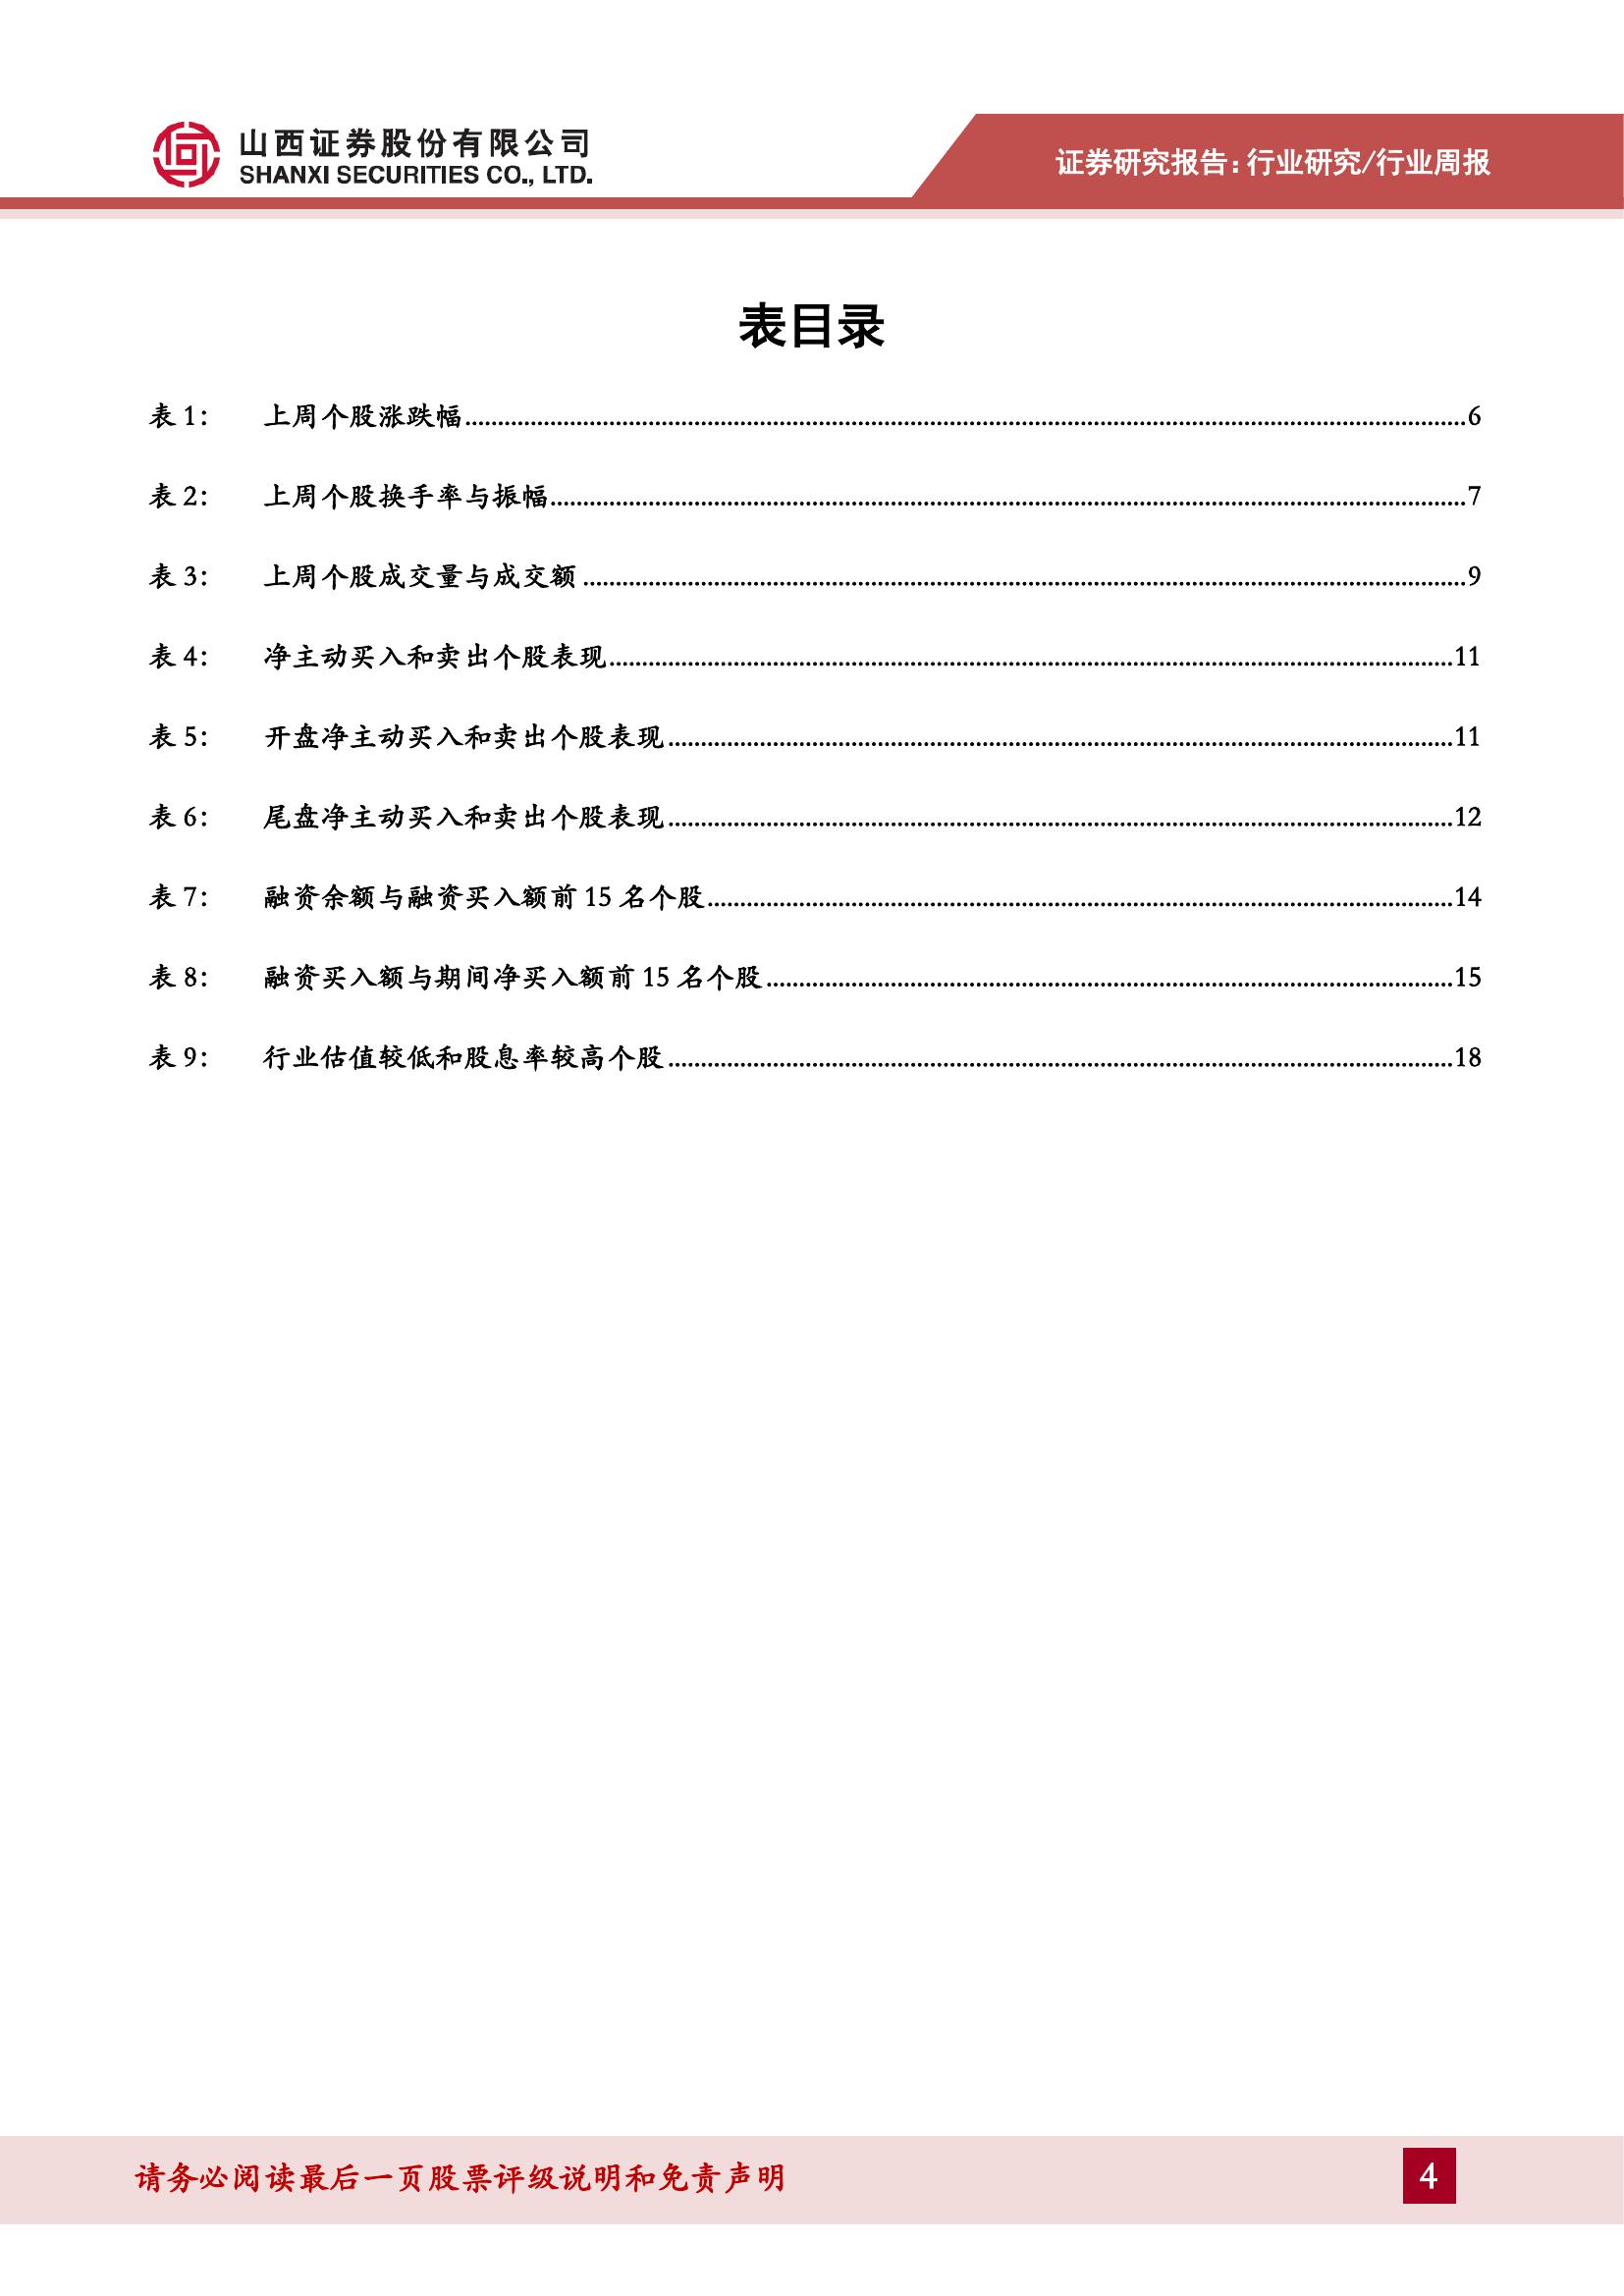 山西证券股份有限公司
SHANXI SECURITIES CO., LTD.
证券研究报告：行业研究/行业周报
表目录
表 1： 上周个股涨跌幅 6
表 2： 上周个股换手率与振幅 7
表 3： 上周个股成交量与成交额 9
表 4： 净主动买入和卖出个股表现 11
表 5： 开盘净主动买入和卖出个股表现 11
表 6： 尾盘净主动买入和卖出个股表现 12
表 7： 融资余额与融资买入额前 15 名个股 14
表 8： 融资买入额与期间净买入额前 15 名个股 15
表 9： 行业估值较低和股息率较高个股 18
请务必阅读最后一页股票评级说明和免责声明
4